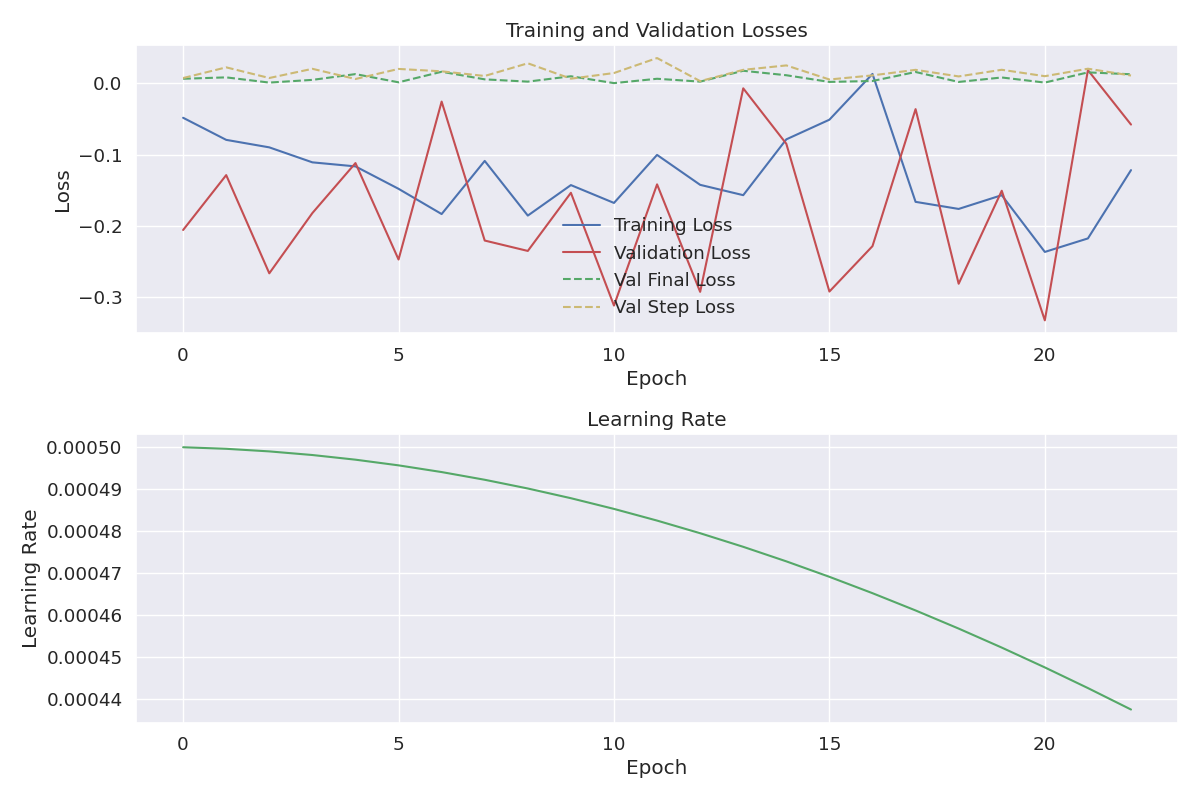 Training and Validation Losses
0.0
−0.1
−0.2
−0.3
Loss
Training Loss
Validation Loss
Val Final Loss
Val Step Loss
0 5 10 15 20
Epoch
Learning Rate
0.00050
0.00049
0.00048
0.00047
0.00046
0.00045
0.00044
Learning Rate
0 5 10 15 20
Epoch